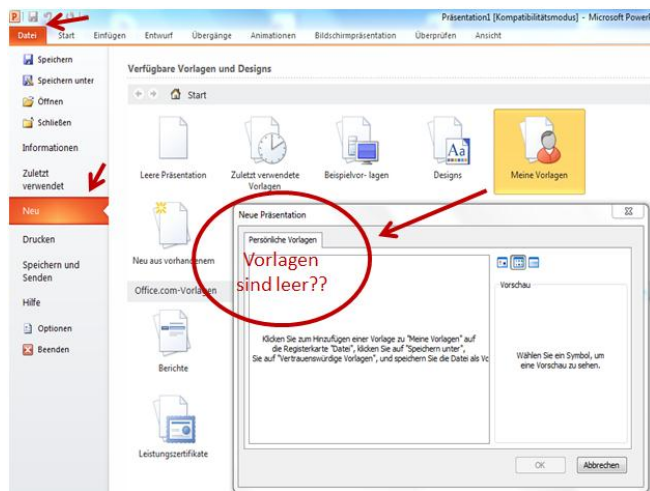 Präsentation1 [Kompatibilitätsmodus] - Microsoft Power
Datei Start Einfügen Entwurf Übergänge Animationen Bildschirmpräsentation Überprüfen Ansicht
Speichern
Speichern unter
Öffnen
Schließen
Informationen
Zuletzt
verwendet
Neu
Drucken
Speichern und
Senden
Hilfe
Optionen
Beenden
Verfügbare Vorlagen und Designs
Start
Leere Präsentation
Zuletzt verwendete
Vorlagen
Beispielvor- lagen
Designs
Meine Vorlagen
Neu aus vorhandenem
Office.com-Vorlagen
Berichte
Leistungszertifikate
Neue Präsentation
Persönliche Vorlagen
Vorlagen
sind leer??
Klicken Sie zum Hinzufügen einer Vorlage zu "Meine Vorlagen" auf
die Registerkarte "Datei", klicken Sie auf "Speichern unter",
Sie auf "Vertrauenswürdige Vorlagen", und speichern Sie die Datei als Vo
Vorschau
Wählen Sie ein Symbol, um
eine Vorschau zu sehen.
OK Abbrechen